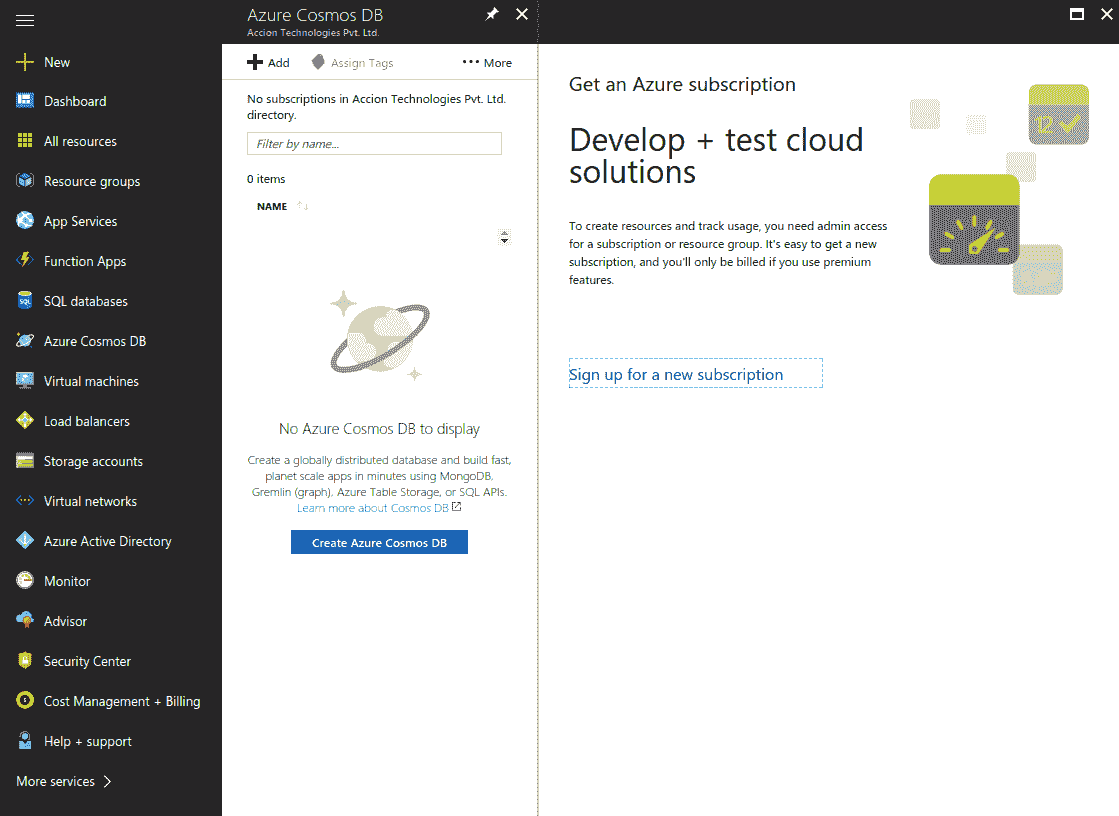 New
Dashboard
All resources
Resource groups
App Services
Function Apps
SQL databases
Azure Cosmos DB
Virtual machines
Load balancers
Storage accounts
Virtual networks
Azure Active Directory
Monitor
Advisor
Security Center
Cost Management + Billing
Help + support
More services
Azure Cosmos DB
Accion Technologies Pvt. Ltd.
Add
Assign Tags
More
No subscriptions in Accion Technologies Pvt. Ltd.
directory.
Filter by name...
0 items
NAME
No Azure Cosmos DB to display
Create a globally distributed database and build fast,
planet scale apps in minutes using MongoDB,
Gremlin (graph), Azure Table Storage, or SQL APIs.
Learn more about Cosmos DB
Create Azure Cosmos DB
Get an Azure subscription
Develop + test cloud
solutions
To create resources and track usage, you need admin access
for a subscription or resource group. It's easy to get a new
subscription, and you'll only be billed if you use premium
features.
Sign up for a new subscription
12